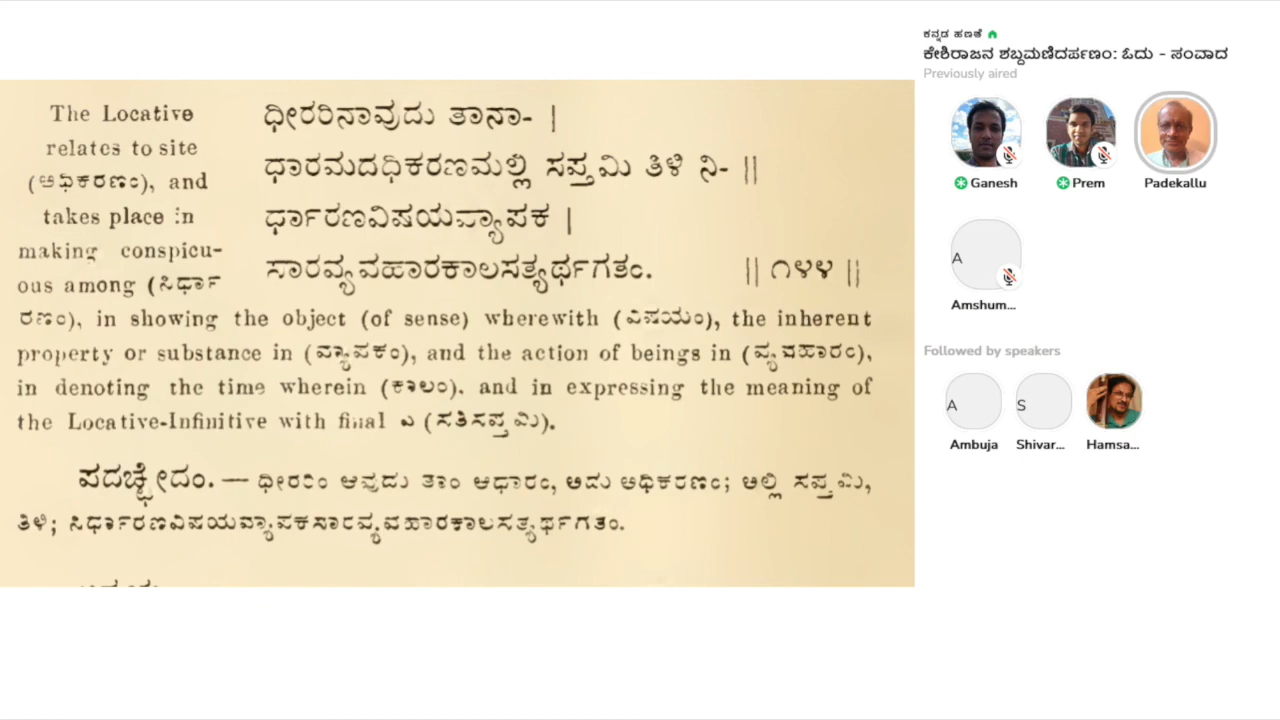 The Locative
relates to site
(ಅಧಿಕರಣಂ), and
takes place in
making conspicu-
ous among (ನಿರ್ಧಾ
ಧೀರರಿನಾವುದು ತಾನಾ- |
ಧಾರಮದಧಿಕರಣಮಲ್ಲಿ ಸಪ್ತಮಿ ತಿಳಿ ನಿ- ||
ರ್ಧಾರಣವಿಷಯವ್ಯಾಪಕ |
ಸಾರವ್ಯವಹಾರಕಾಲಸತ್ಯರ್ಥಗತಂ. || ೧೪೪ ||
ರಣಂ), in showing the object (of sense) wherewith (ವಿಷಯಂ), the inherent
property or substance in (ವ್ಯಾಪಕಂ), and the action of beings in (ವ್ಯವಹಾರಂ),
in denoting the time wherein (ಕಾಲಂ). and in expressing the meaning of
the Locative-Infinitive with final ಎ (ಸತಿಸಪ್ತಮಿ).
ಪದಚ್ಛೇದಂ. — ಧೀರರಿಂ ಆವುದು ತಾಂ ಆಧಾರಂ, ಅದು ಅಧಿಕರಣಂ; ಅಲ್ಲಿ ಸಪ್ತಮಿ,
ತಿಳಿ; ನಿರ್ಧಾರಣವಿಷಯವ್ಯಾಪಕಸಾರವ್ಯವಹಾರಕಾಲಸತ್ಯರ್ಥಗತಂ.
ಕನ್ನಡ ಹಣತೆ
ಕೇಶಿರಾಜನ ಶಬ್ದಮಣಿದರ್ಪಣಂ: ಓದು - ಸಂವಾದ
Previously aired
Ganesh
Prem
Padekallu
A
Amshum...
Followed by speakers
A
S
Ambuja
Shivar...
Hamsa...